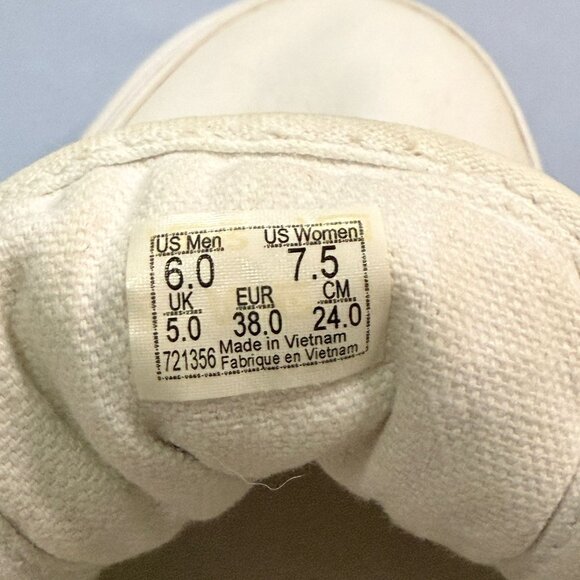 US Men US Women
6.0 7.5
UK EUR CM
5.0 38.0 24.0
721356 Made in Vietnam
Fabrique en Vietnam